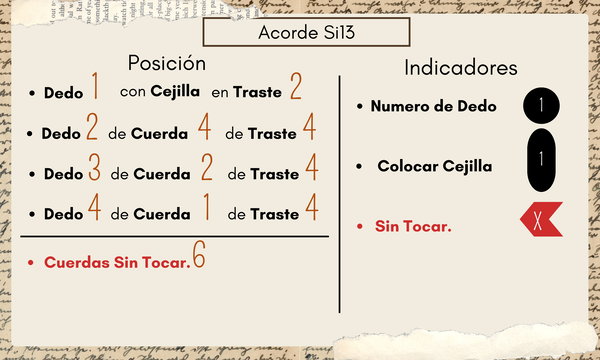 Acorde Si13
Posición
• Dedo 1 con Cejilla en Traste 2
• Dedo 2 de Cuerda 4 de Traste 4
• Dedo 3 de Cuerda 2 de Traste 4
• Dedo 4 de Cuerda 1 de Traste 4
• Cuerdas Sin Tocar. 6
Indicadores
• Numero de Dedo 1
• Colocar Cejilla 1
• Sin Tocar. X